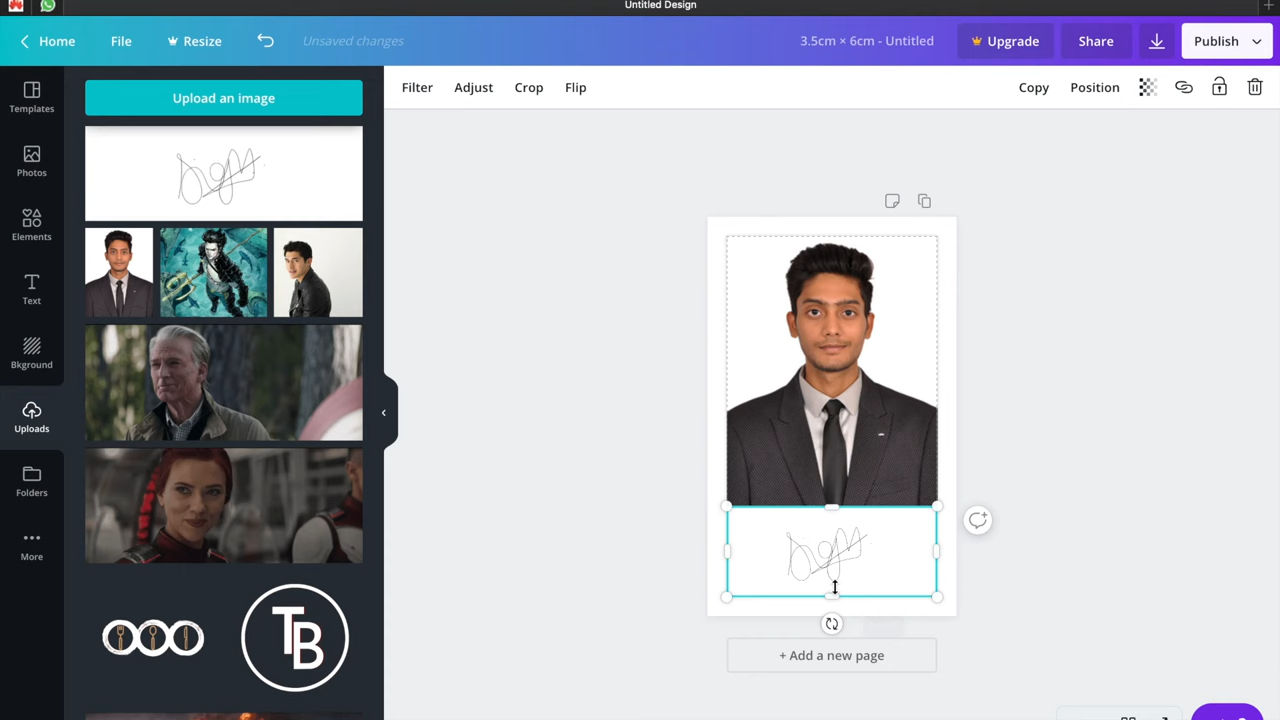 Untitled Design
Home
File
Resize
Unsaved changes
3.5cm × 6cm - Untitled
Upgrade
Share
Publish
Templates
Photos
Elements
Text
Bkground
Uploads
Folders
More
Upload an image
TB
Filter
Adjust
Crop
Flip
Copy
Position
+ Add a new page